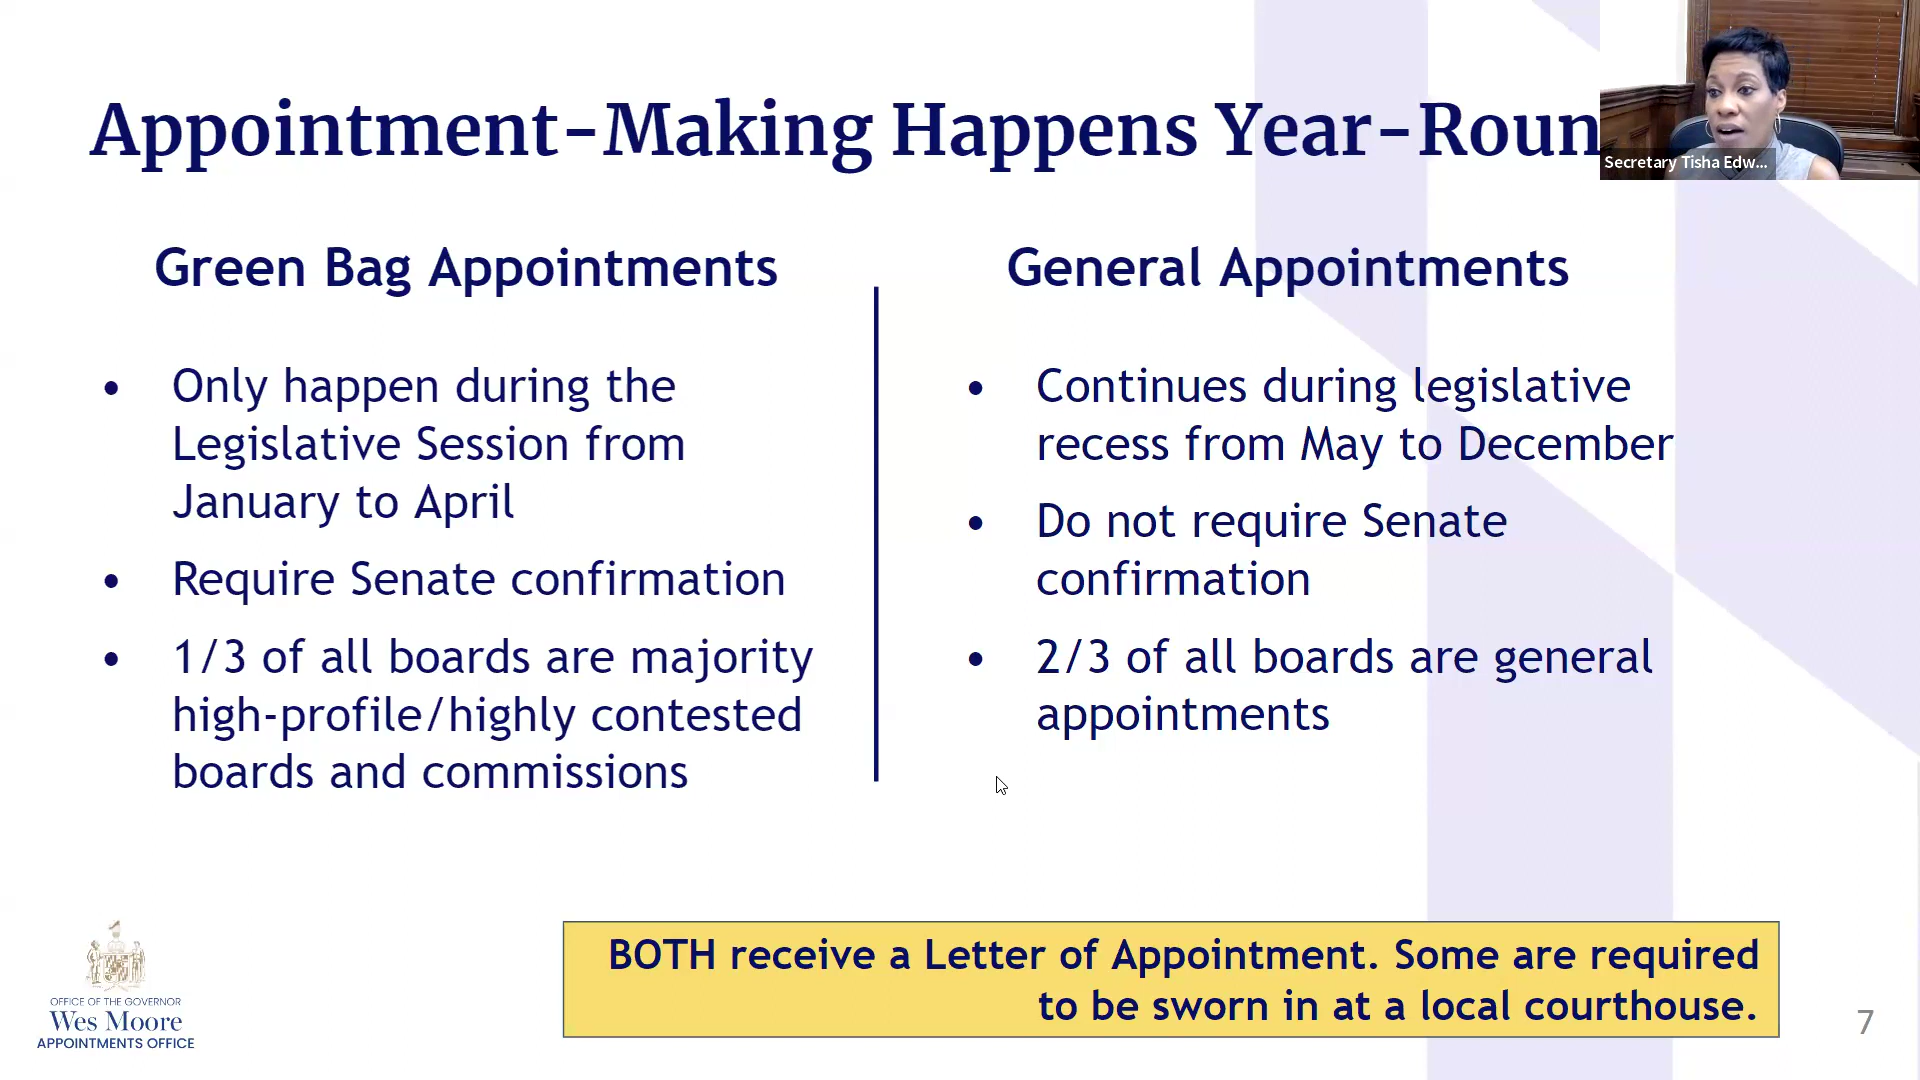 Appointment-Making Happens Year-Roun
Secretary Tisha Edw...
Green Bag Appointments
• Only happen during the
Legislative Session from
January to April
• Require Senate confirmation
• 1/3 of all boards are majority
high-profile/highly contested
boards and commissions
General Appointments
• Continues during legislative
recess from May to December
• Do not require Senate
confirmation
• 2/3 of all boards are general
appointments
BOTH receive a Letter of Appointment. Some are required
to be sworn in at a local courthouse.
OFFICE OF THE GOVERNOR
Wes Moore
APPOINTMENTS OFFICE
7